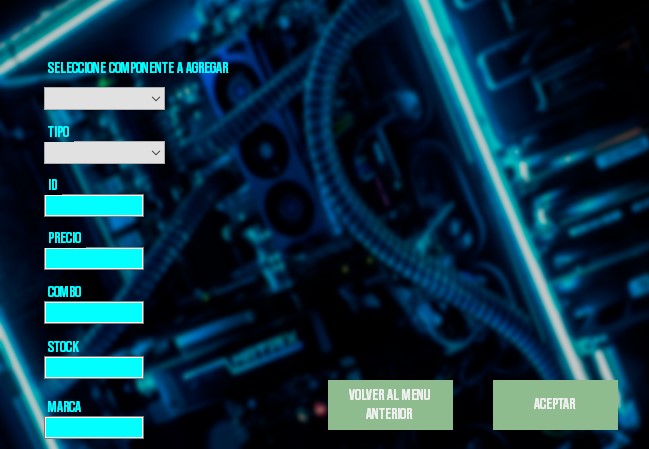 SELECCIONE COMPONENTE A AGREGAR
TIPO
ID
PRECIO
COMBO
STOCK
MARCA
VOLVER AL MENU
ANTERIOR
ACEPTAR